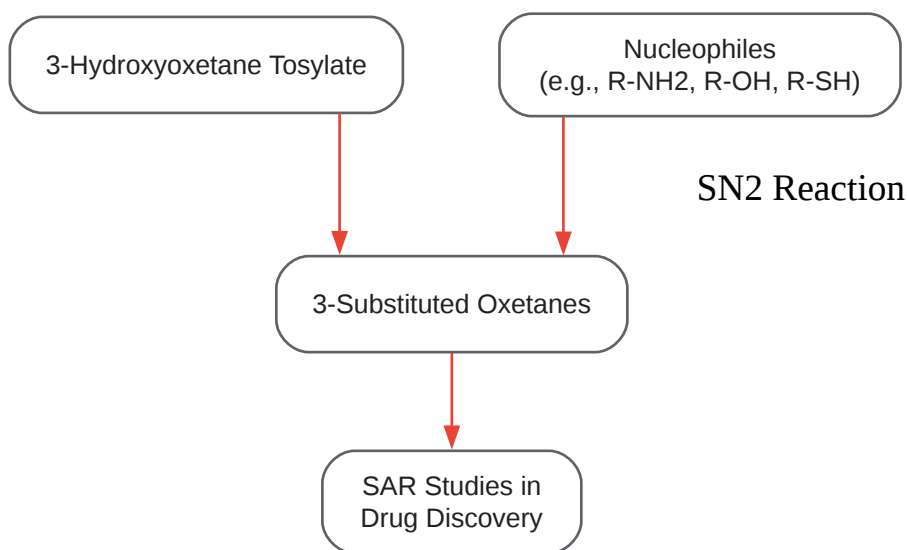 3-Hydroxyoxetane Tosylate
Nucleophiles
(e.g., R-NH2, R-OH, R-SH)
SN2 Reaction
3-Substituted Oxetanes
SAR Studies in
Drug Discovery